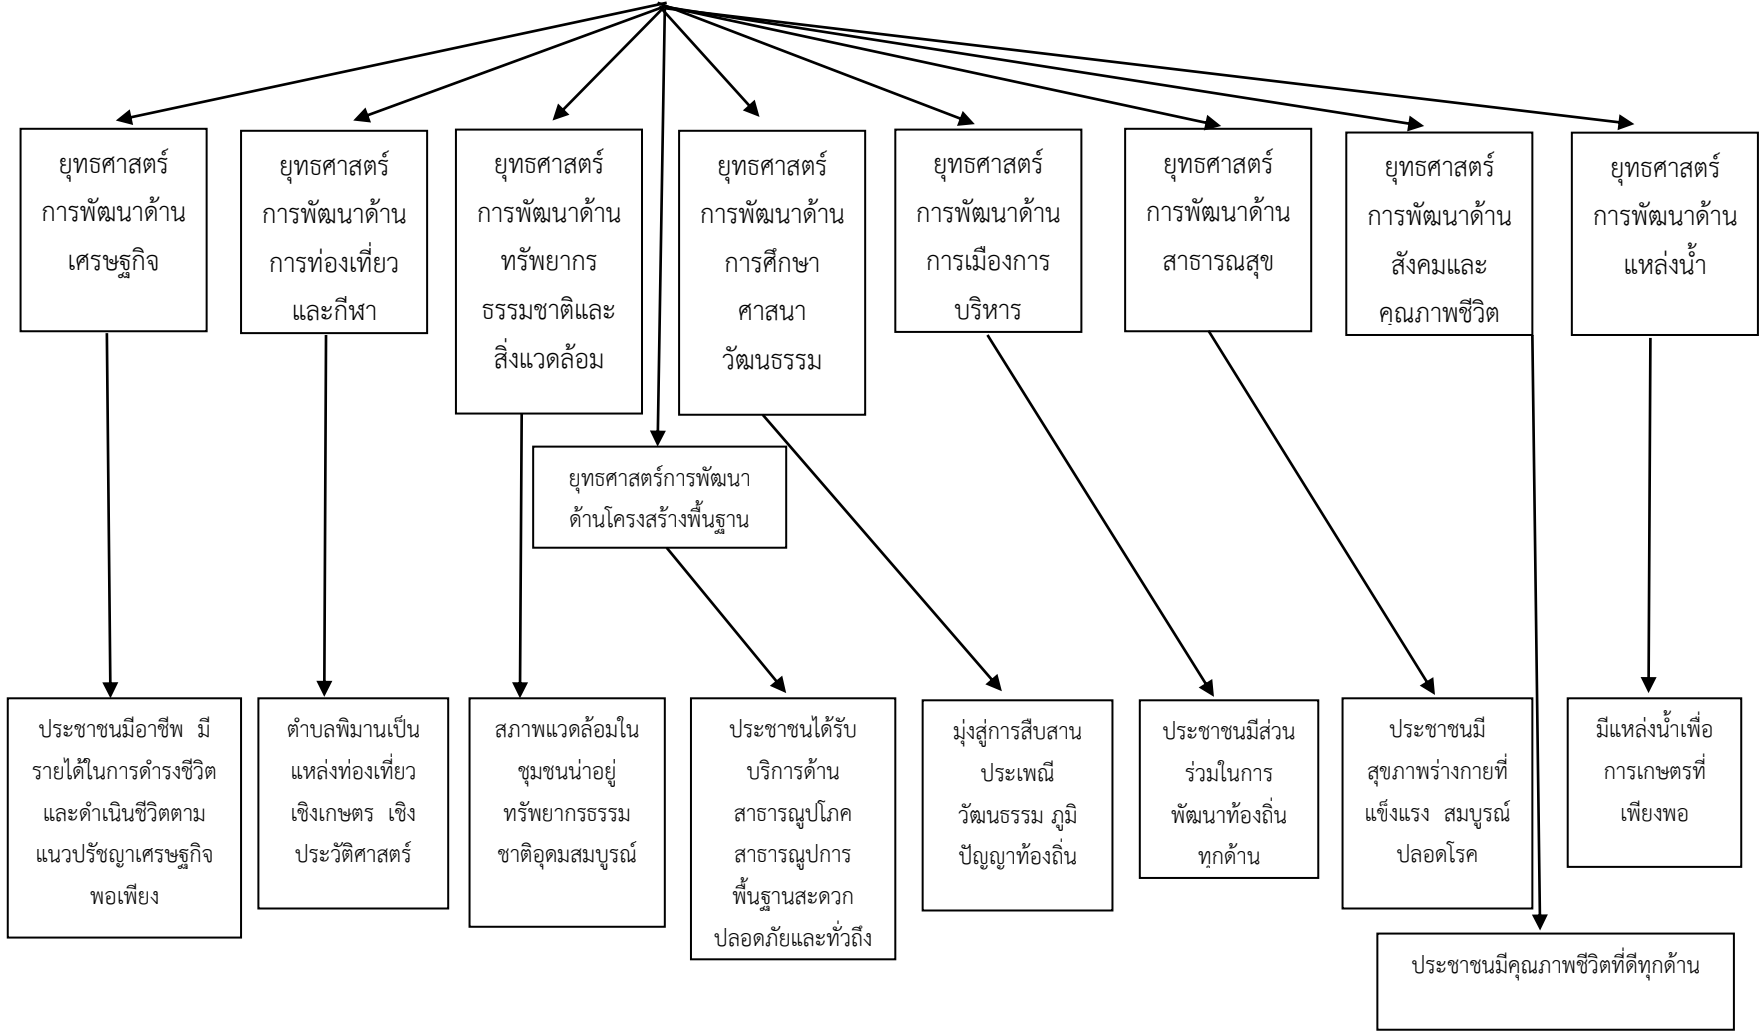 ยุทธศาสตร์
การพัฒนาด้าน
เศรษฐกิจ
ยุทธศาสตร์
การพัฒนาด้าน
การท่องเที่ยว
และกีฬา
ยุทธศาสตร์
การพัฒนาด้าน
ทรัพยากร
ธรรมชาติและ
สิ่งแวดล้อม
ยุทธศาสตร์
การพัฒนาด้าน
การศึกษา
ศาสนา
วัฒนธรรม
ยุทธศาสตร์
การพัฒนาด้าน
การเมืองการ
บริหาร
ยุทธศาสตร์
การพัฒนาด้าน
สาธารณสุข
ยุทธศาสตร์
การพัฒนาด้าน
สังคมและ
คุณภาพชีวิต
ยุทธศาสตร์
การพัฒนาด้าน
แหล่งน้ำ
ยุทธศาสตร์การพัฒนา
ด้านโครงสร้างพื้นฐาน
ประชาชนมีอาชีพ มี
รายได้ในการดำรงชีวิต
และดำเนินชีวิตตาม
แนวปรัชญาเศรษฐกิจ
พอเพียง
ตำบลพิมานเป็น
แหล่งท่องเที่ยว
เชิงเกษตร เชิง
ประวัติศาสตร์
สภาพแวดล้อมใน
ชุมชนน่าอยู่
ทรัพยากรธรรม
ชาติอุดมสมบูรณ์
ประชาชนได้รับ
บริการด้าน
สาธารณูปโภค
สาธารณูปการ
พื้นฐานสะดวก
ปลอดภัยและทั่วถึง
มุ่งสู่การสืบสาน
ประเพณี
วัฒนธรรม ภูมิ
ปัญญาท้องถิ่น
ประชาชนมีส่วน
ร่วมในการ
พัฒนาท้องถิ่น
ทุกด้าน
ประชาชนมี
สุขภาพร่างกายที่
แข็งแรง สมบูรณ์
ปลอดโรค
มีแหล่งน้ำเพื่อ
การเกษตรที่
เพียงพอ
ประชาชนมีคุณภาพชีวิตที่ดีทุกด้าน